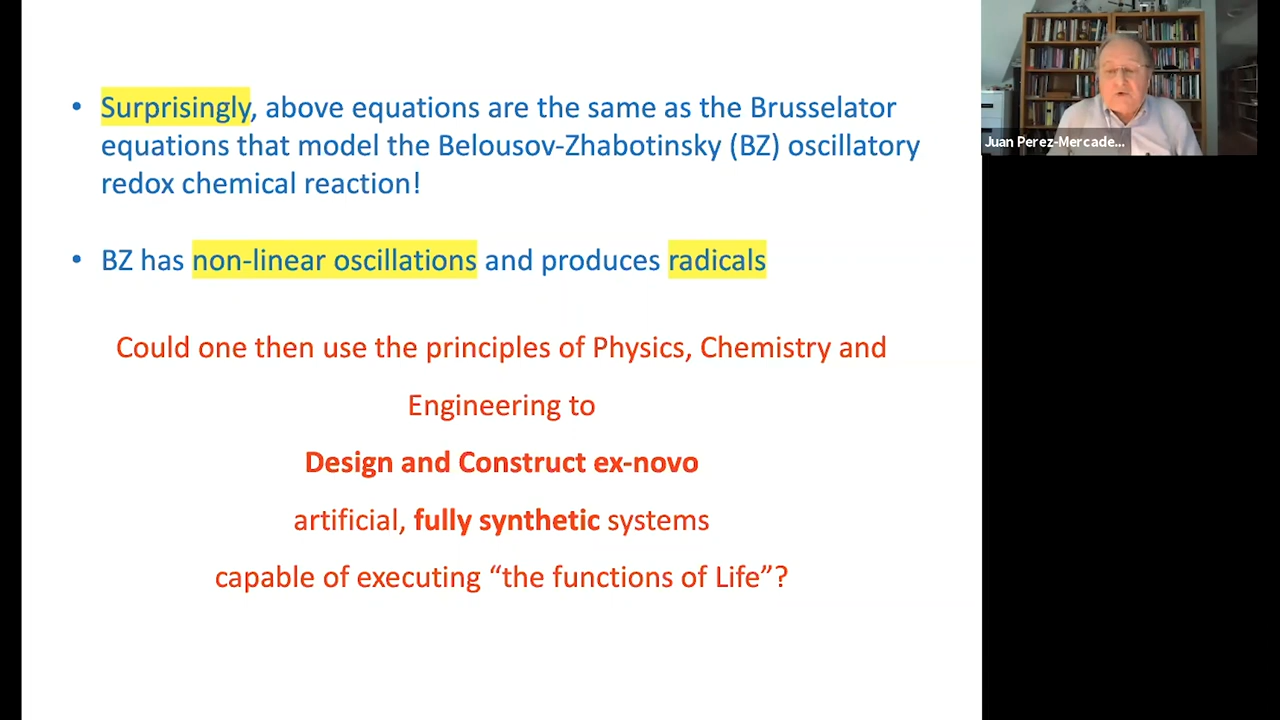 • Surprisingly, above equations are the same as the Brusselator
equations that model the Belousov-Zhabotinsky (BZ) oscillatory
redox chemical reaction!
• BZ has non-linear oscillations and produces radicals
Could one then use the principles of Physics, Chemistry and
Engineering to
Design and Construct ex-novo
artificial, fully synthetic systems
capable of executing “the functions of Life”?
Juan Perez-Mercade...